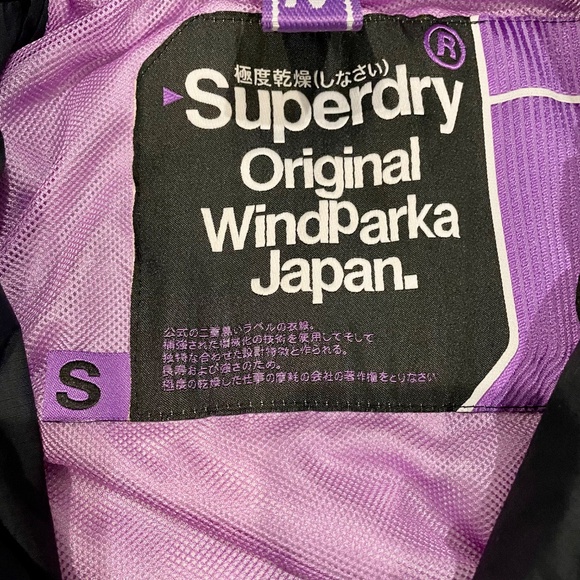 ®
極度乾燥(しなさい)
Superdry
Original
WindParka
Japan.
公式の二重黒いラベルの衣服。
補強された機械化の技術を使用してそして
独特な合わせた設計特徴と作られる。
良寿および強さのため。
極度の乾燥した仕事の摩耗の会社の著作権をとりなさい
S